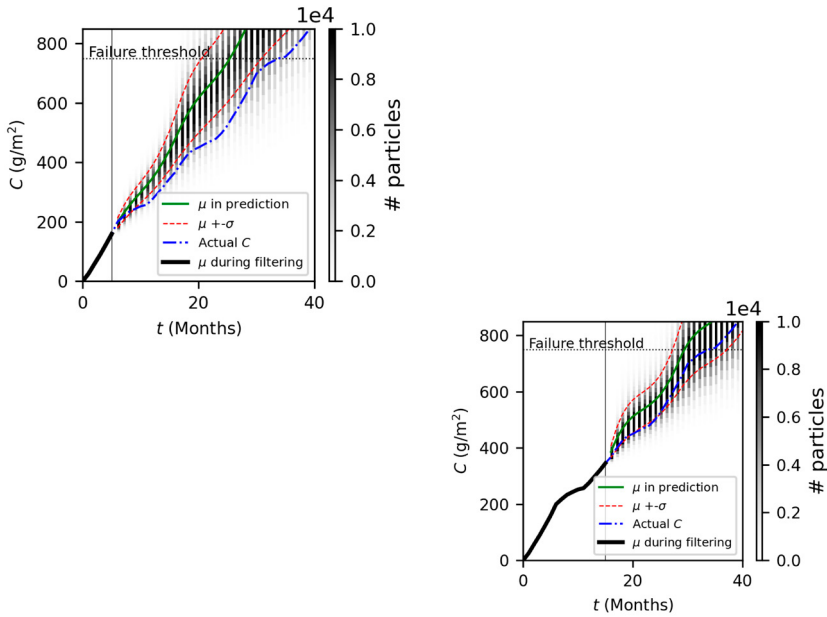 1e4
800
600
400
200
0
C (g/m²)
Failure threshold
μ in prediction
μ +-σ
Actual C
μ during filtering
0
20
40
t (Months)
1.0
0.8
0.6
0.4
0.2
0.0
# particles
1e4
800
600
400
200
0
C (g/m²)
Failure threshold
μ in prediction
μ +-σ
Actual C
μ during filtering
0
20
40
t (Months)
1.0
0.8
0.6
0.4
0.2
0.0
# particles